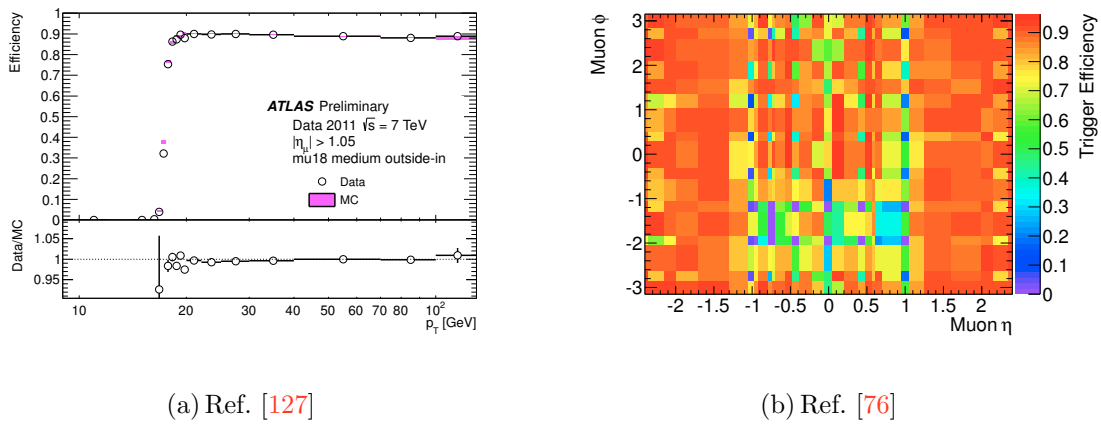 Efficiency
1
0.9
0.8
0.7
0.6
0.5
0.4
0.3
0.2
0.1
0
ATLAS Preliminary
Data 2011 √s = 7 TeV
|η_μ| > 1.05
mu18 medium outside-in
Data
MC
Data/MC
1.05
1
0.95
10 20 30 40 50 60 70 80 10²
p_T [GeV]
Muon ϕ
3
2
1
0
-1
-2
-3
-2 -1.5 -1 -0.5 0 0.5 1 1.5 2
Muon η
Trigger Efficiency
0.9
0.8
0.7
0.6
0.5
0.4
0.3
0.2
0.1
0
(a) Ref. [127]
(b) Ref. [76]